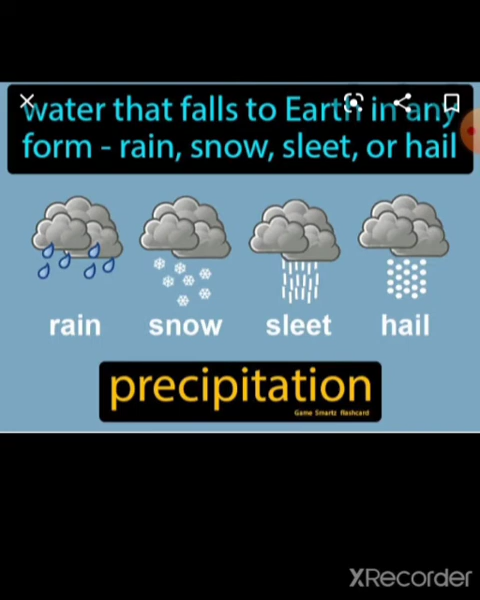 water that falls to Earth in any
form - rain, snow, sleet, or hail
rain snow sleet hail
precipitation
Game Smartz flashcard
XRecorder